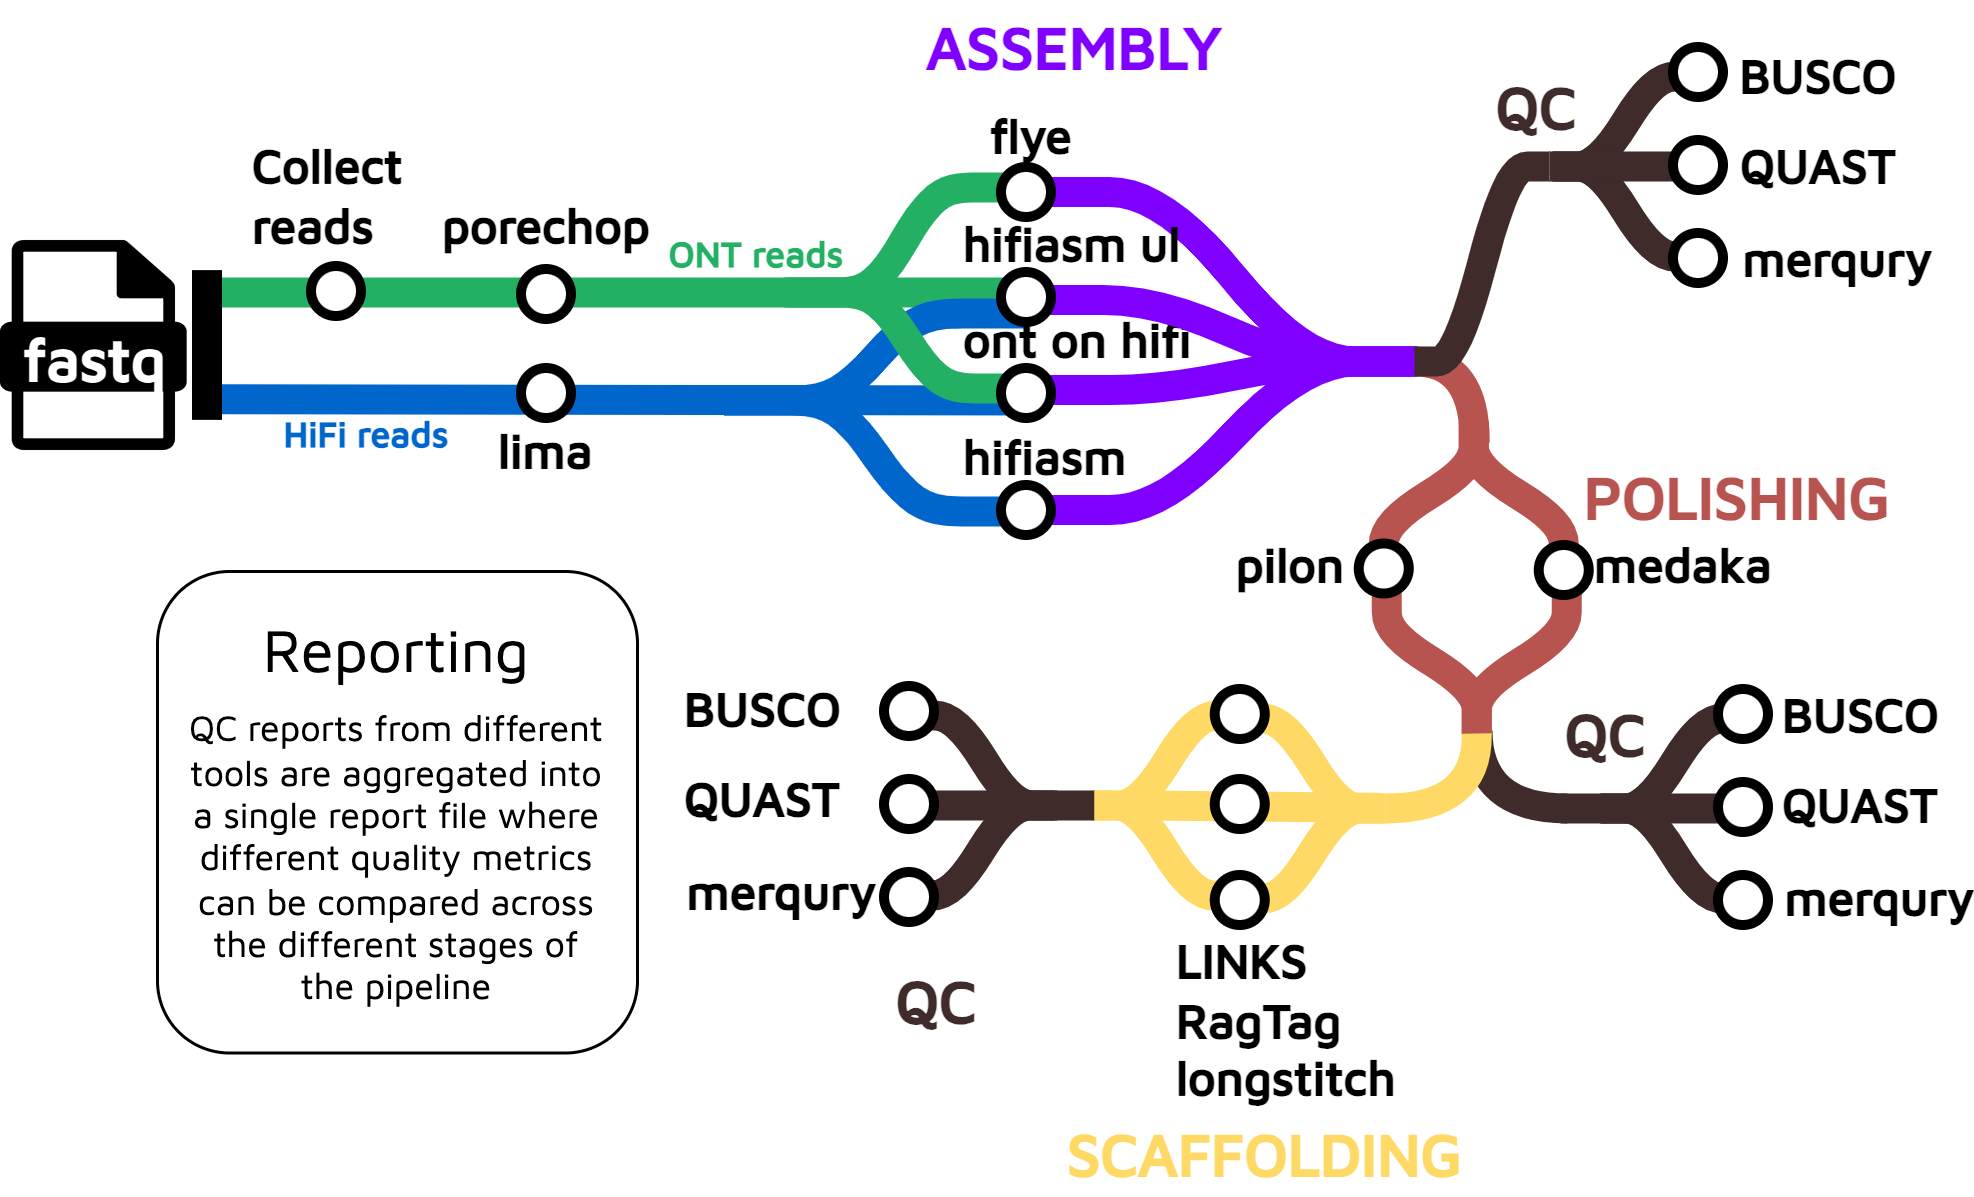 ASSEMBLY
QC
BUSCO
QUAST
merqury
flye
Collect
reads
porechop
ONT reads
hifiasm ul
fastq
ont on hifi
HiFi reads
lima
hifiasm
POLISHING
pilon
medaka
Reporting
QC reports from different
tools are aggregated into
a single report file where
different quality metrics
can be compared across
the different stages of
the pipeline
BUSCO
QUAST
merqury
QC
QC
BUSCO
QUAST
merqury
LINKS
RagTag
longstitch
SCAFFOLDING